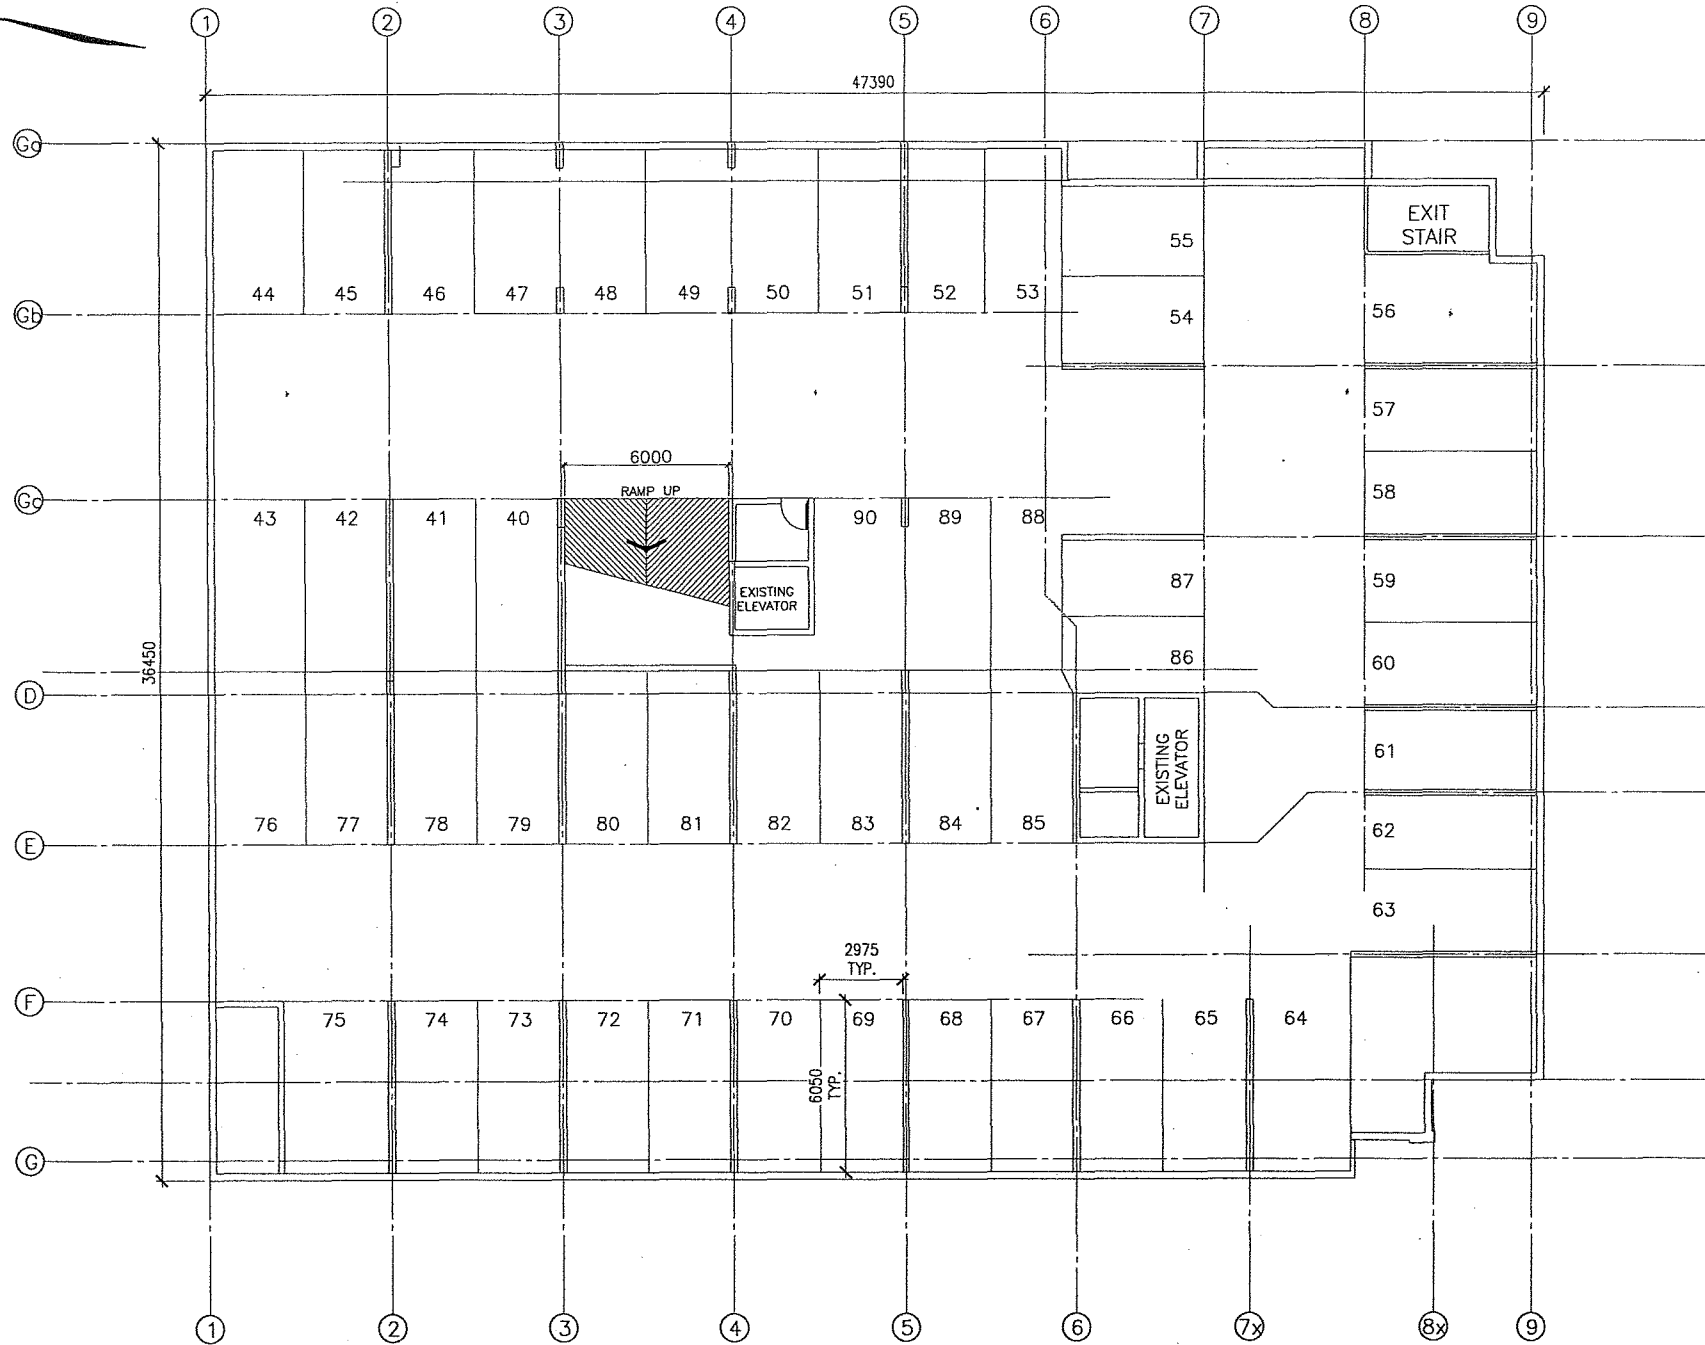 1 2 3 4 5 6 7 8 9
47390
Ga
EXIT
STAIR
55
44 45 46 47 48 49 50 51 52 53
54
56
Gb
57
6000
RAMP UP
58
Gc
43 42 41 40 90 89 88
EXISTING
ELEVATOR
87
59
36450
86
60
D
EXISTING
ELEVATOR
61
76 77 78 79 80 81 82 83 84 85
62
E
63
2975
TYP.
F
75 74 73 72 71 70 69 68 67 66 65 64
6050
TYP.
G
1 2 3 4 5 6 7x 8x 9